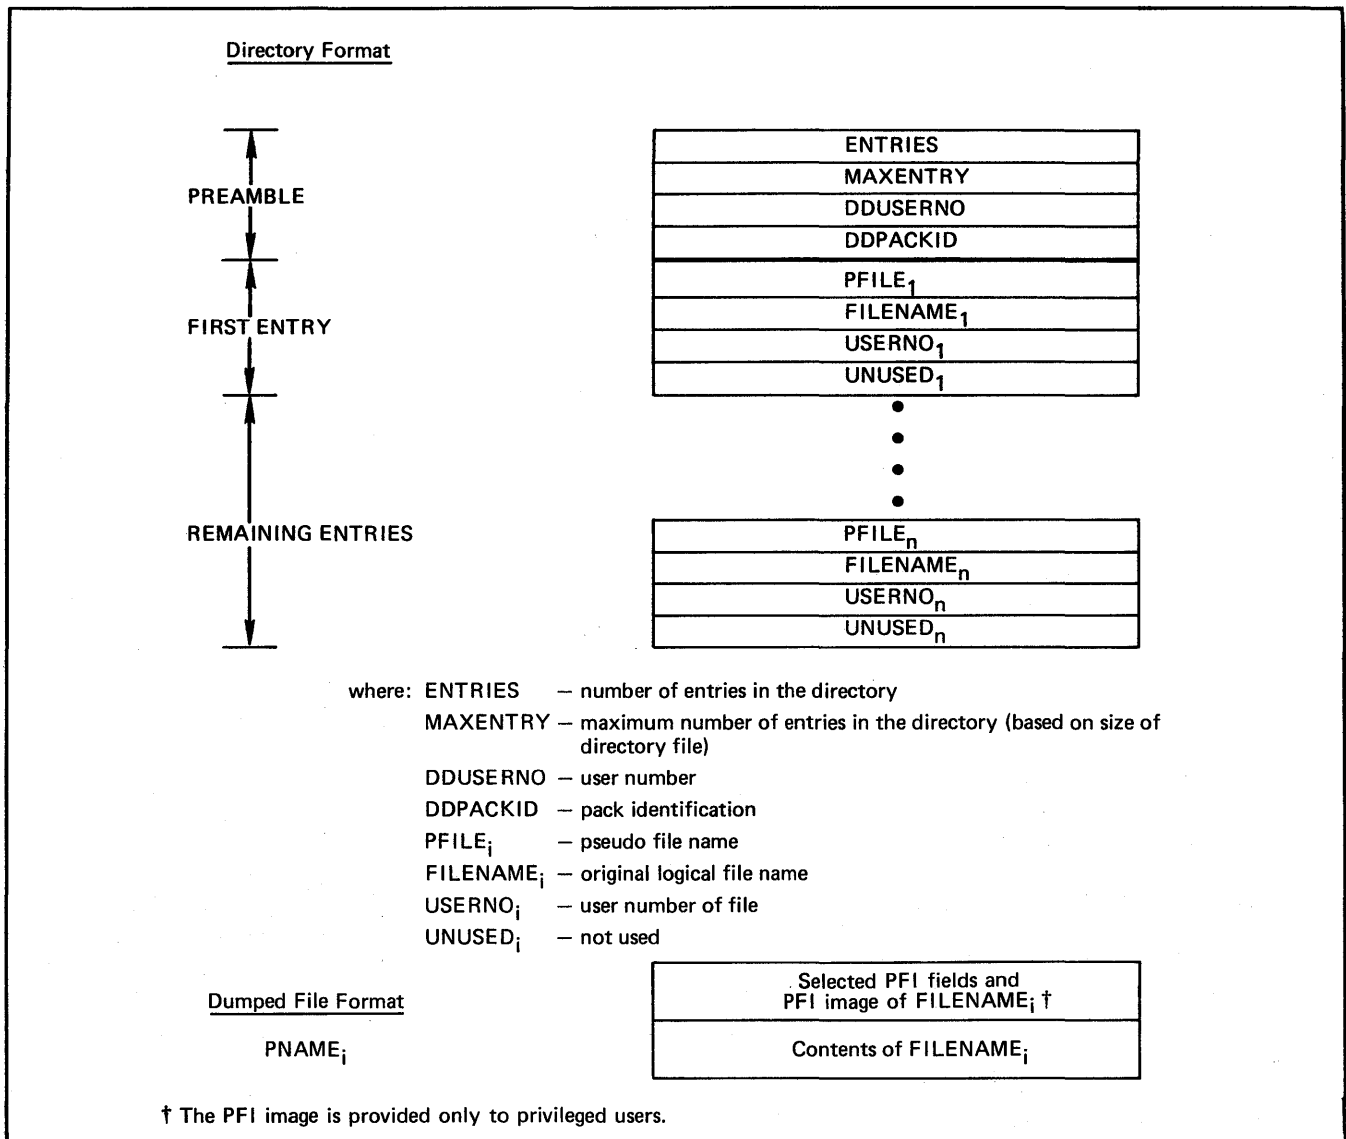 Directory Format
PREAMBLE
ENTRIES
MAXENTRY
DDUSERNO
DDPACKID
FIRST ENTRY
PFILE1
FILENAME1
USERNO1
UNUSED1
REMAINING ENTRIES
PFILEn
FILENAMEn
USERNOn
UNUSEDn
where: ENTRIES — number of entries in the directory
MAXENTRY — maximum number of entries in the directory (based on size of
directory file)
DDUSERNO — user number
DDPACKID — pack identification
PFILEi — pseudo file name
FILENAMEi — original logical file name
USERNOi — user number of file
UNUSEDi — not used
Dumped File Format
PNAMEi
Selected PFI fields and
PFI image of FILENAMEi †
Contents of FILENAMEi
† The PFI image is provided only to privileged users.